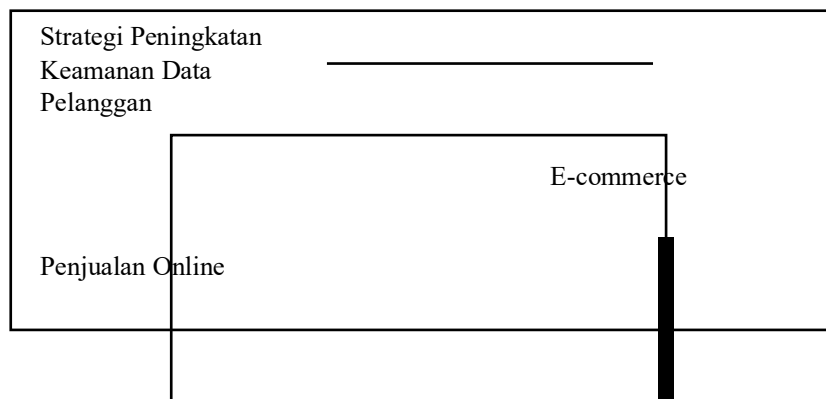 Strategi Peningkatan
Keamanan Data
Pelanggan
E-commerce
Penjualan Online